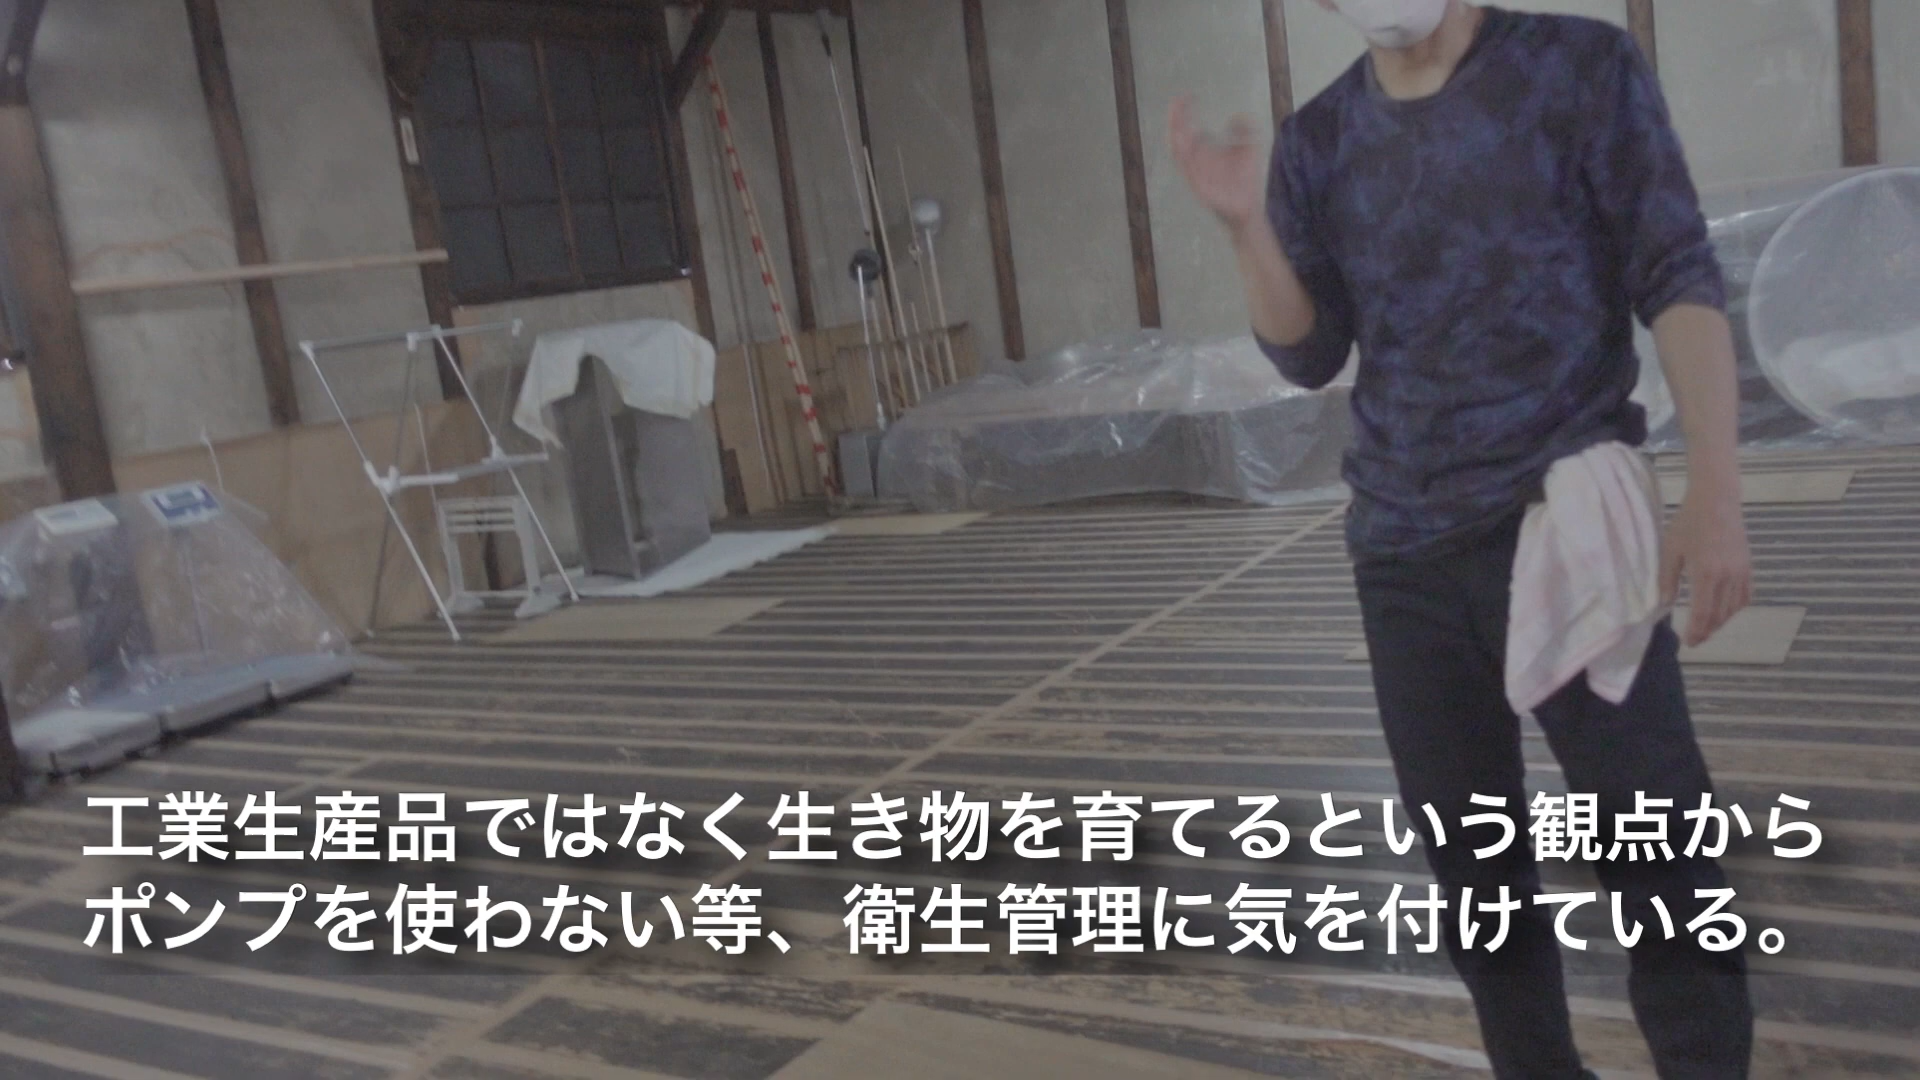 工業生産品ではなく生き物を育てるという観点から
ポンプを使わない等、衛生管理に気を付けている。